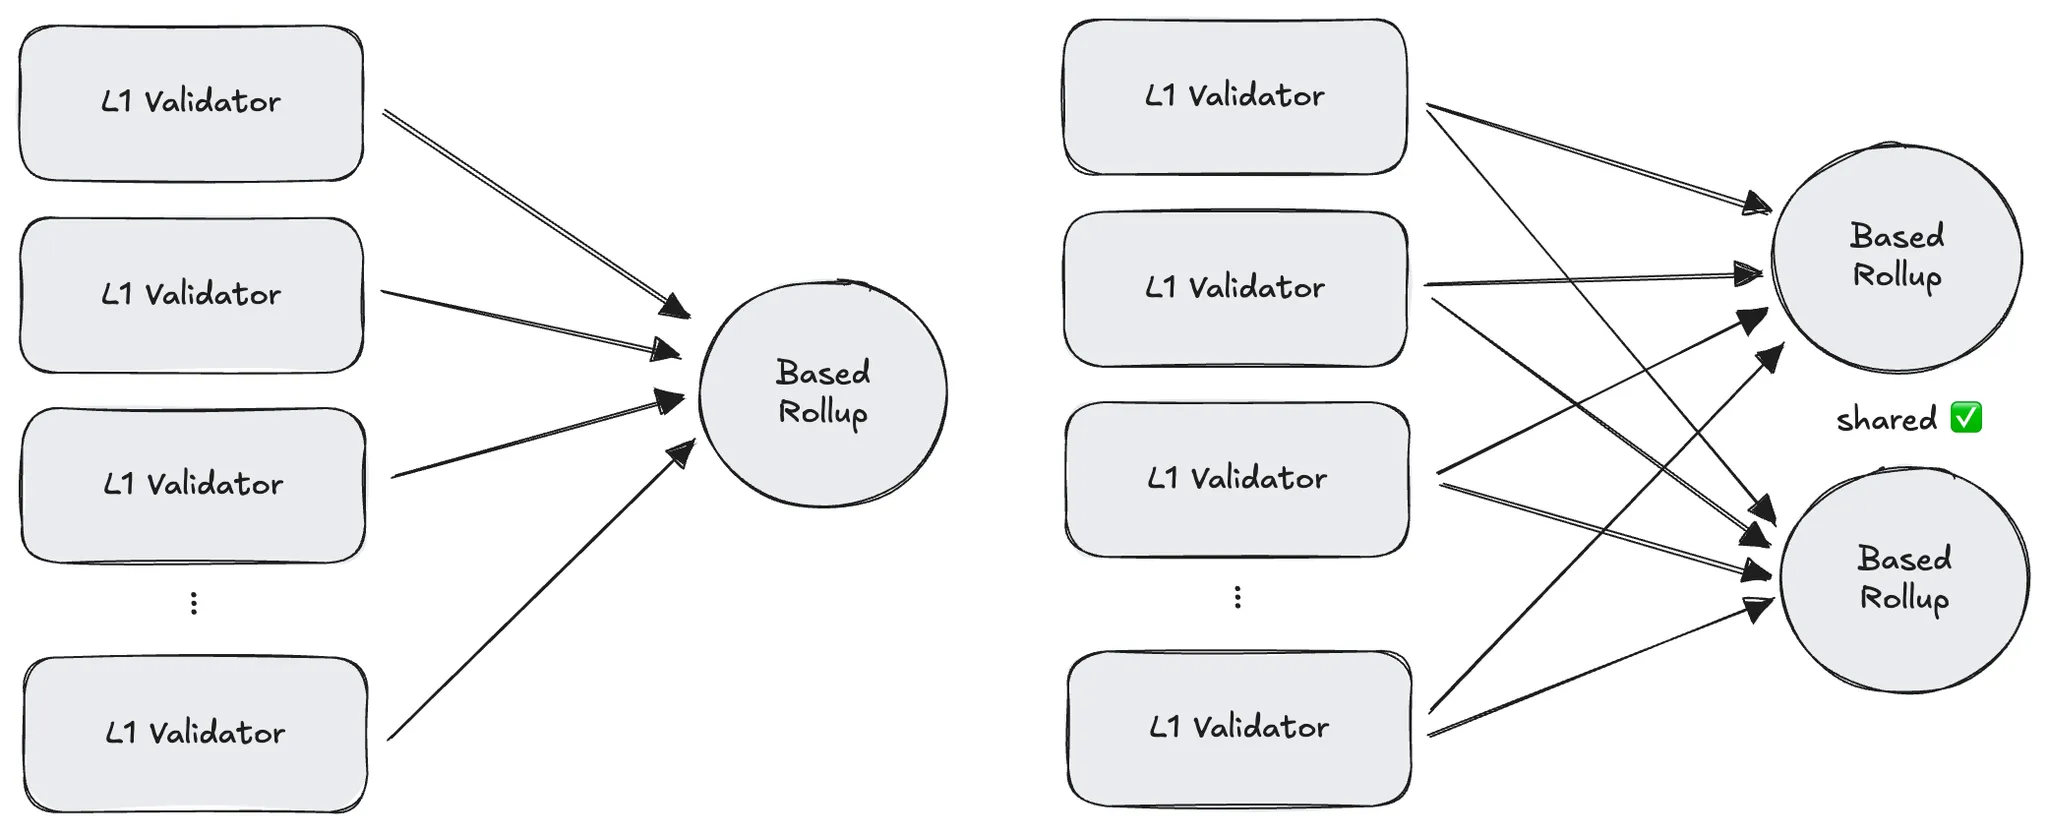 L1 Validator
L1 Validator
L1 Validator
⋮
L1 Validator
Based
Rollup
L1 Validator
L1 Validator
L1 Validator
⋮
L1 Validator
Based
Rollup
shared ✅
Based
Rollup